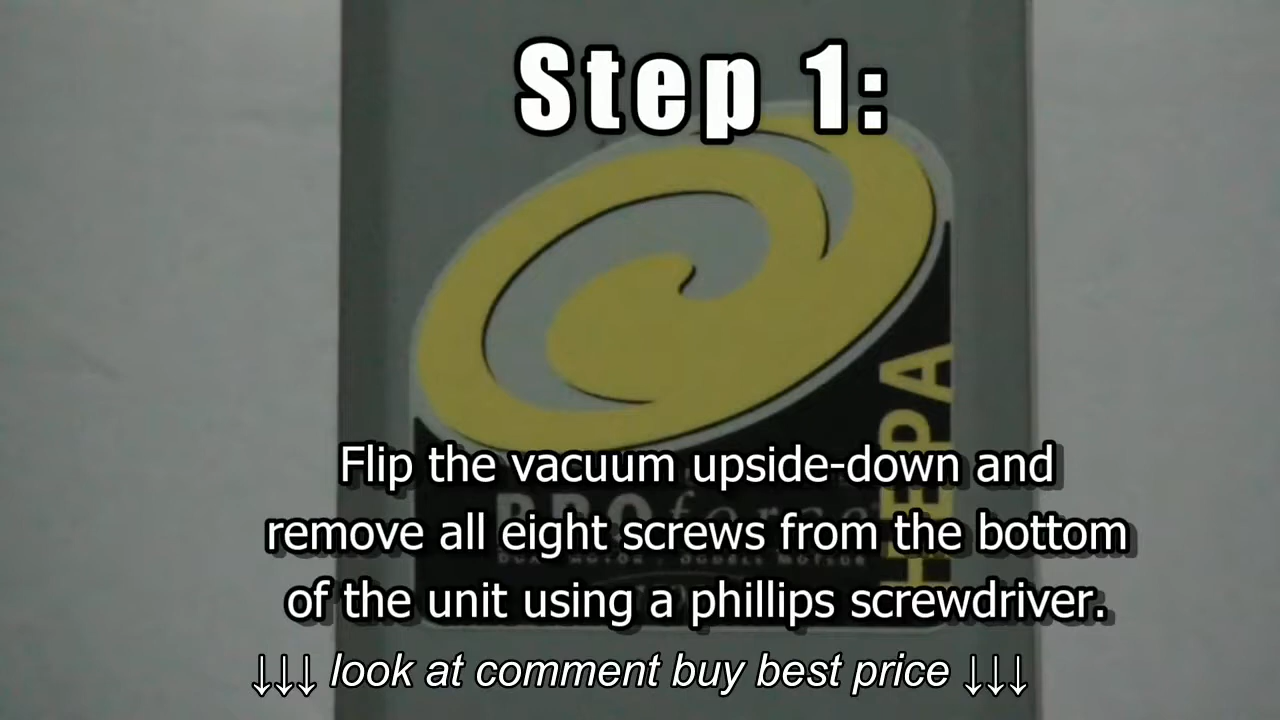 Step 1:
HEPA
Flip the vacuum upside-down and
remove all eight screws from the bottom
of the unit using a phillips screwdriver.
↓↓↓ look at comment buy best price ↓↓↓